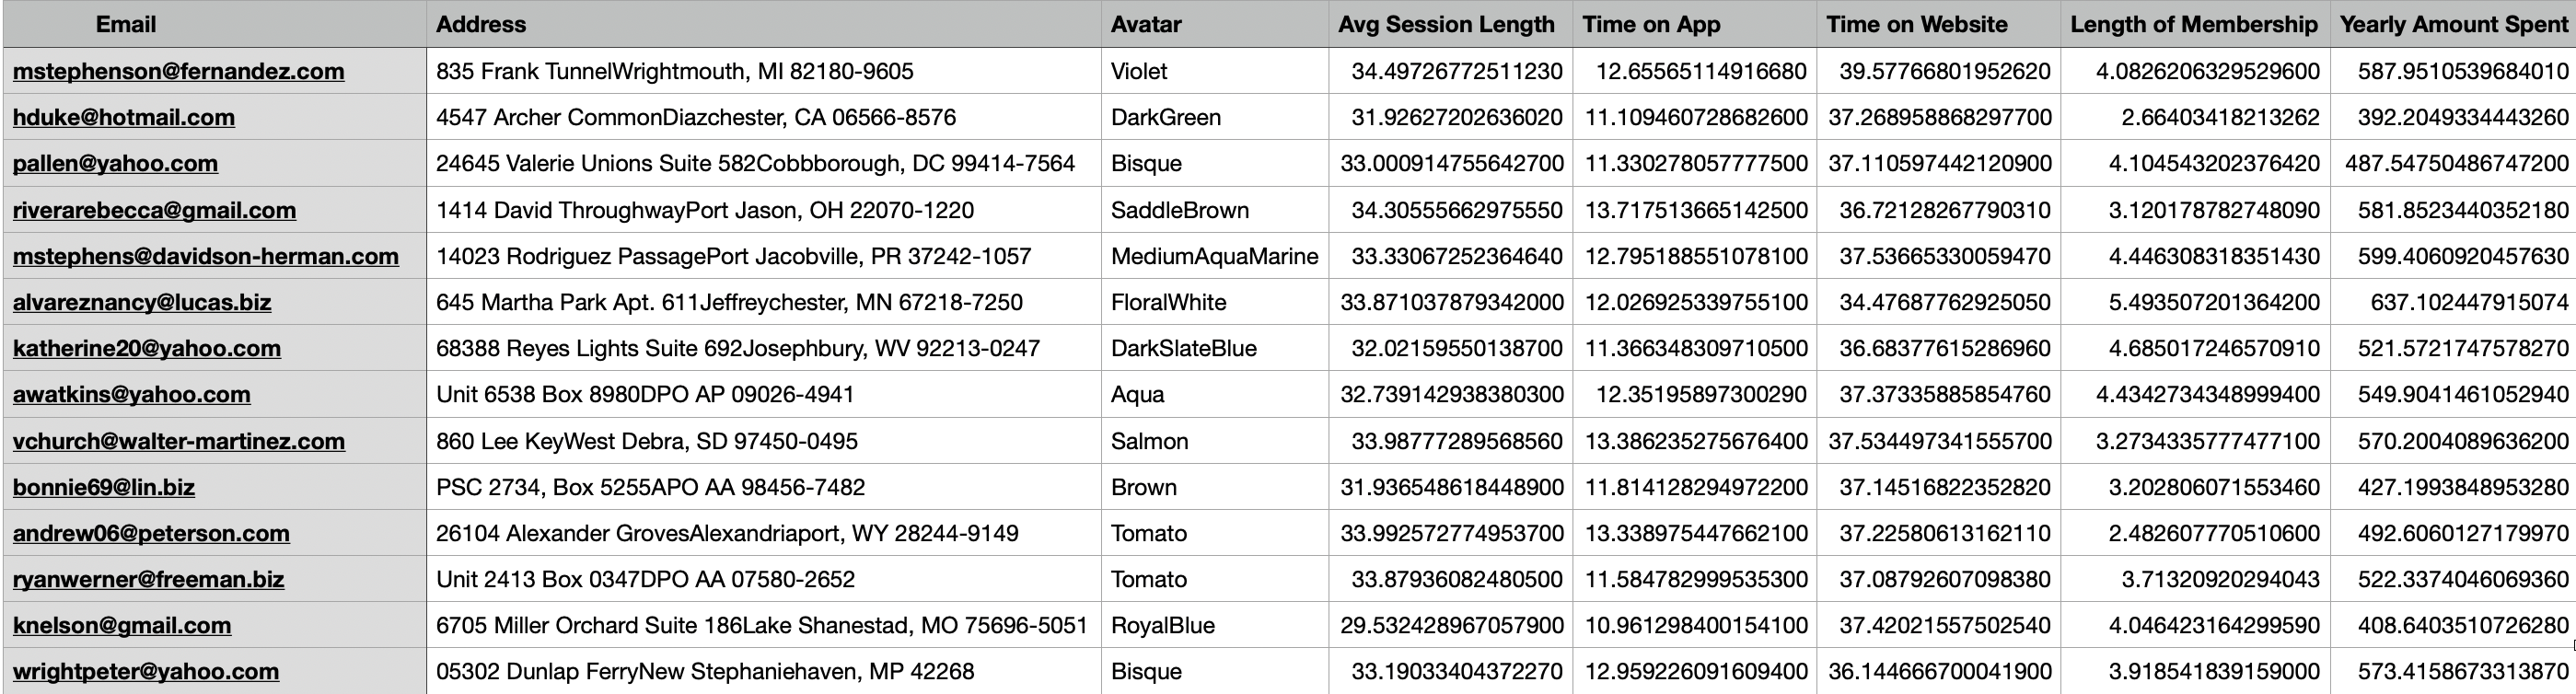 Email Address Avatar Avg Session Length Time on App Time on Website Length of Membership Yearly Amount Spent
mstephenson@fernandez.com 835 Frank TunnelWrightmouth, MI 82180-9605 Violet 34.49726772511230 12.65565114916680 39.57766801952620 4.0826206329529600 587.9510539684010
hduke@hotmail.com 4547 Archer CommonDiazchester, CA 06566-8576 DarkGreen 31.92627202636020 11.109460728682600 37.268958868297700 2.66403418213262 392.2049334443260
pallen@yahoo.com 24645 Valerie Unions Suite 582Cobbborough, DC 99414-7564 Bisque 33.000914755642700 11.330278057777500 37.110597442120900 4.104543202376420 487.54750486747200
riverarebecca@gmail.com 1414 David ThroughwayPort Jason, OH 22070-1220 SaddleBrown 34.30555662975550 13.717513665142500 36.72128267790310 3.120178782748090 581.8523440352180
mstephens@davidson-herman.com 14023 Rodriguez PassagePort Jacobville, PR 37242-1057 MediumAquaMarine 33.33067252364640 12.795188551078100 37.53665330059470 4.446308318351430 599.4060920457630
alvareznancy@lucas.biz 645 Martha Park Apt. 611Jeffreychester, MN 67218-7250 FloralWhite 33.871037879342000 12.026925339755100 34.47687762925050 5.493507201364200 637.102447915074
katherine20@yahoo.com 68388 Reyes Lights Suite 692Josephbury, WV 92213-0247 DarkSlateBlue 32.02159550138700 11.366348309710500 36.68377615286960 4.685017246570910 521.5721747578270
awatkins@yahoo.com Unit 6538 Box 8980DPO AP 09026-4941 Aqua 32.739142938380300 12.35195897300290 37.37335885854760 4.4342734348999400 549.9041461052940
vchurch@walter-martinez.com 860 Lee KeyWest Debra, SD 97450-0495 Salmon 33.98777289568560 13.386235275676400 37.534497341555700 3.2734335777477100 570.2004089636200
bonnie69@lin.biz PSC 2734, Box 5255APO AA 98456-7482 Brown 31.936548618448900 11.814128294972200 37.14516822352820 3.202806071553460 427.1993848953280
andrew06@peterson.com 26104 Alexander GrovesAlexandriaport, WY 28244-9149 Tomato 33.992572774953700 13.338975447662100 37.22580613162110 2.482607770510600 492.6060127179970
ryanwerner@freeman.biz Unit 2413 Box 0347DPO AA 07580-2652 Tomato 33.87936082480500 11.584782999535300 37.08792607098380 3.71320920294043 522.3374046069360
knelson@gmail.com 6705 Miller Orchard Suite 186Lake Shanestad, MO 75696-5051 RoyalBlue 29.532428967057900 10.961298400154100 37.42021557502540 4.046423164299590 408.6403510726280
wrightpeter@yahoo.com 05302 Dunlap FerryNew Stephaniehaven, MP 42268 Bisque 33.19033404372270 12.959226091609400 36.144666700041900 3.918541839159000 573.4158673313870